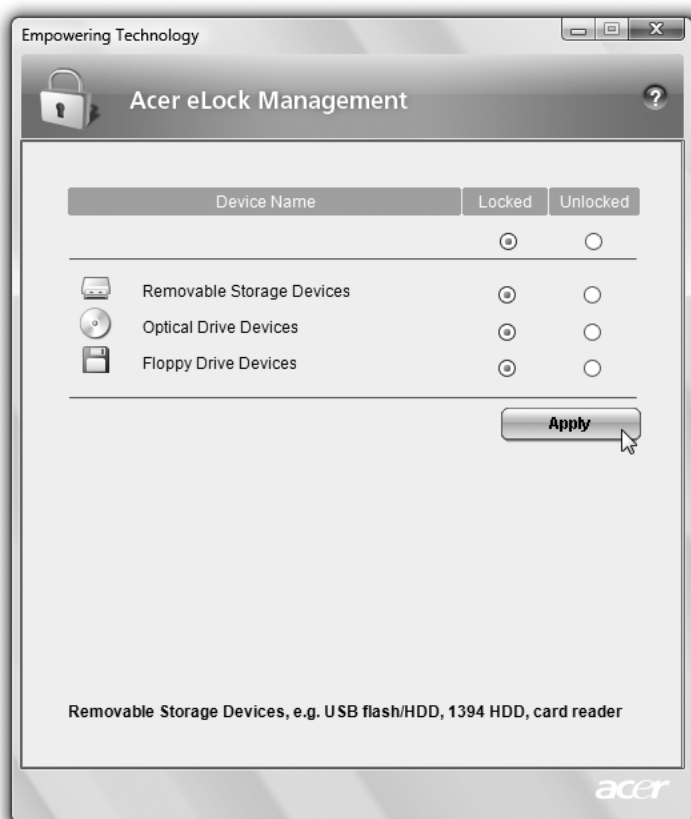 Empowering Technology
Acer eLock Management
?
Device Name Locked Unlocked
Removable Storage Devices
Optical Drive Devices
Floppy Drive Devices
Apply
Removable Storage Devices, e.g. USB flash/HDD, 1394 HDD, card reader
acer